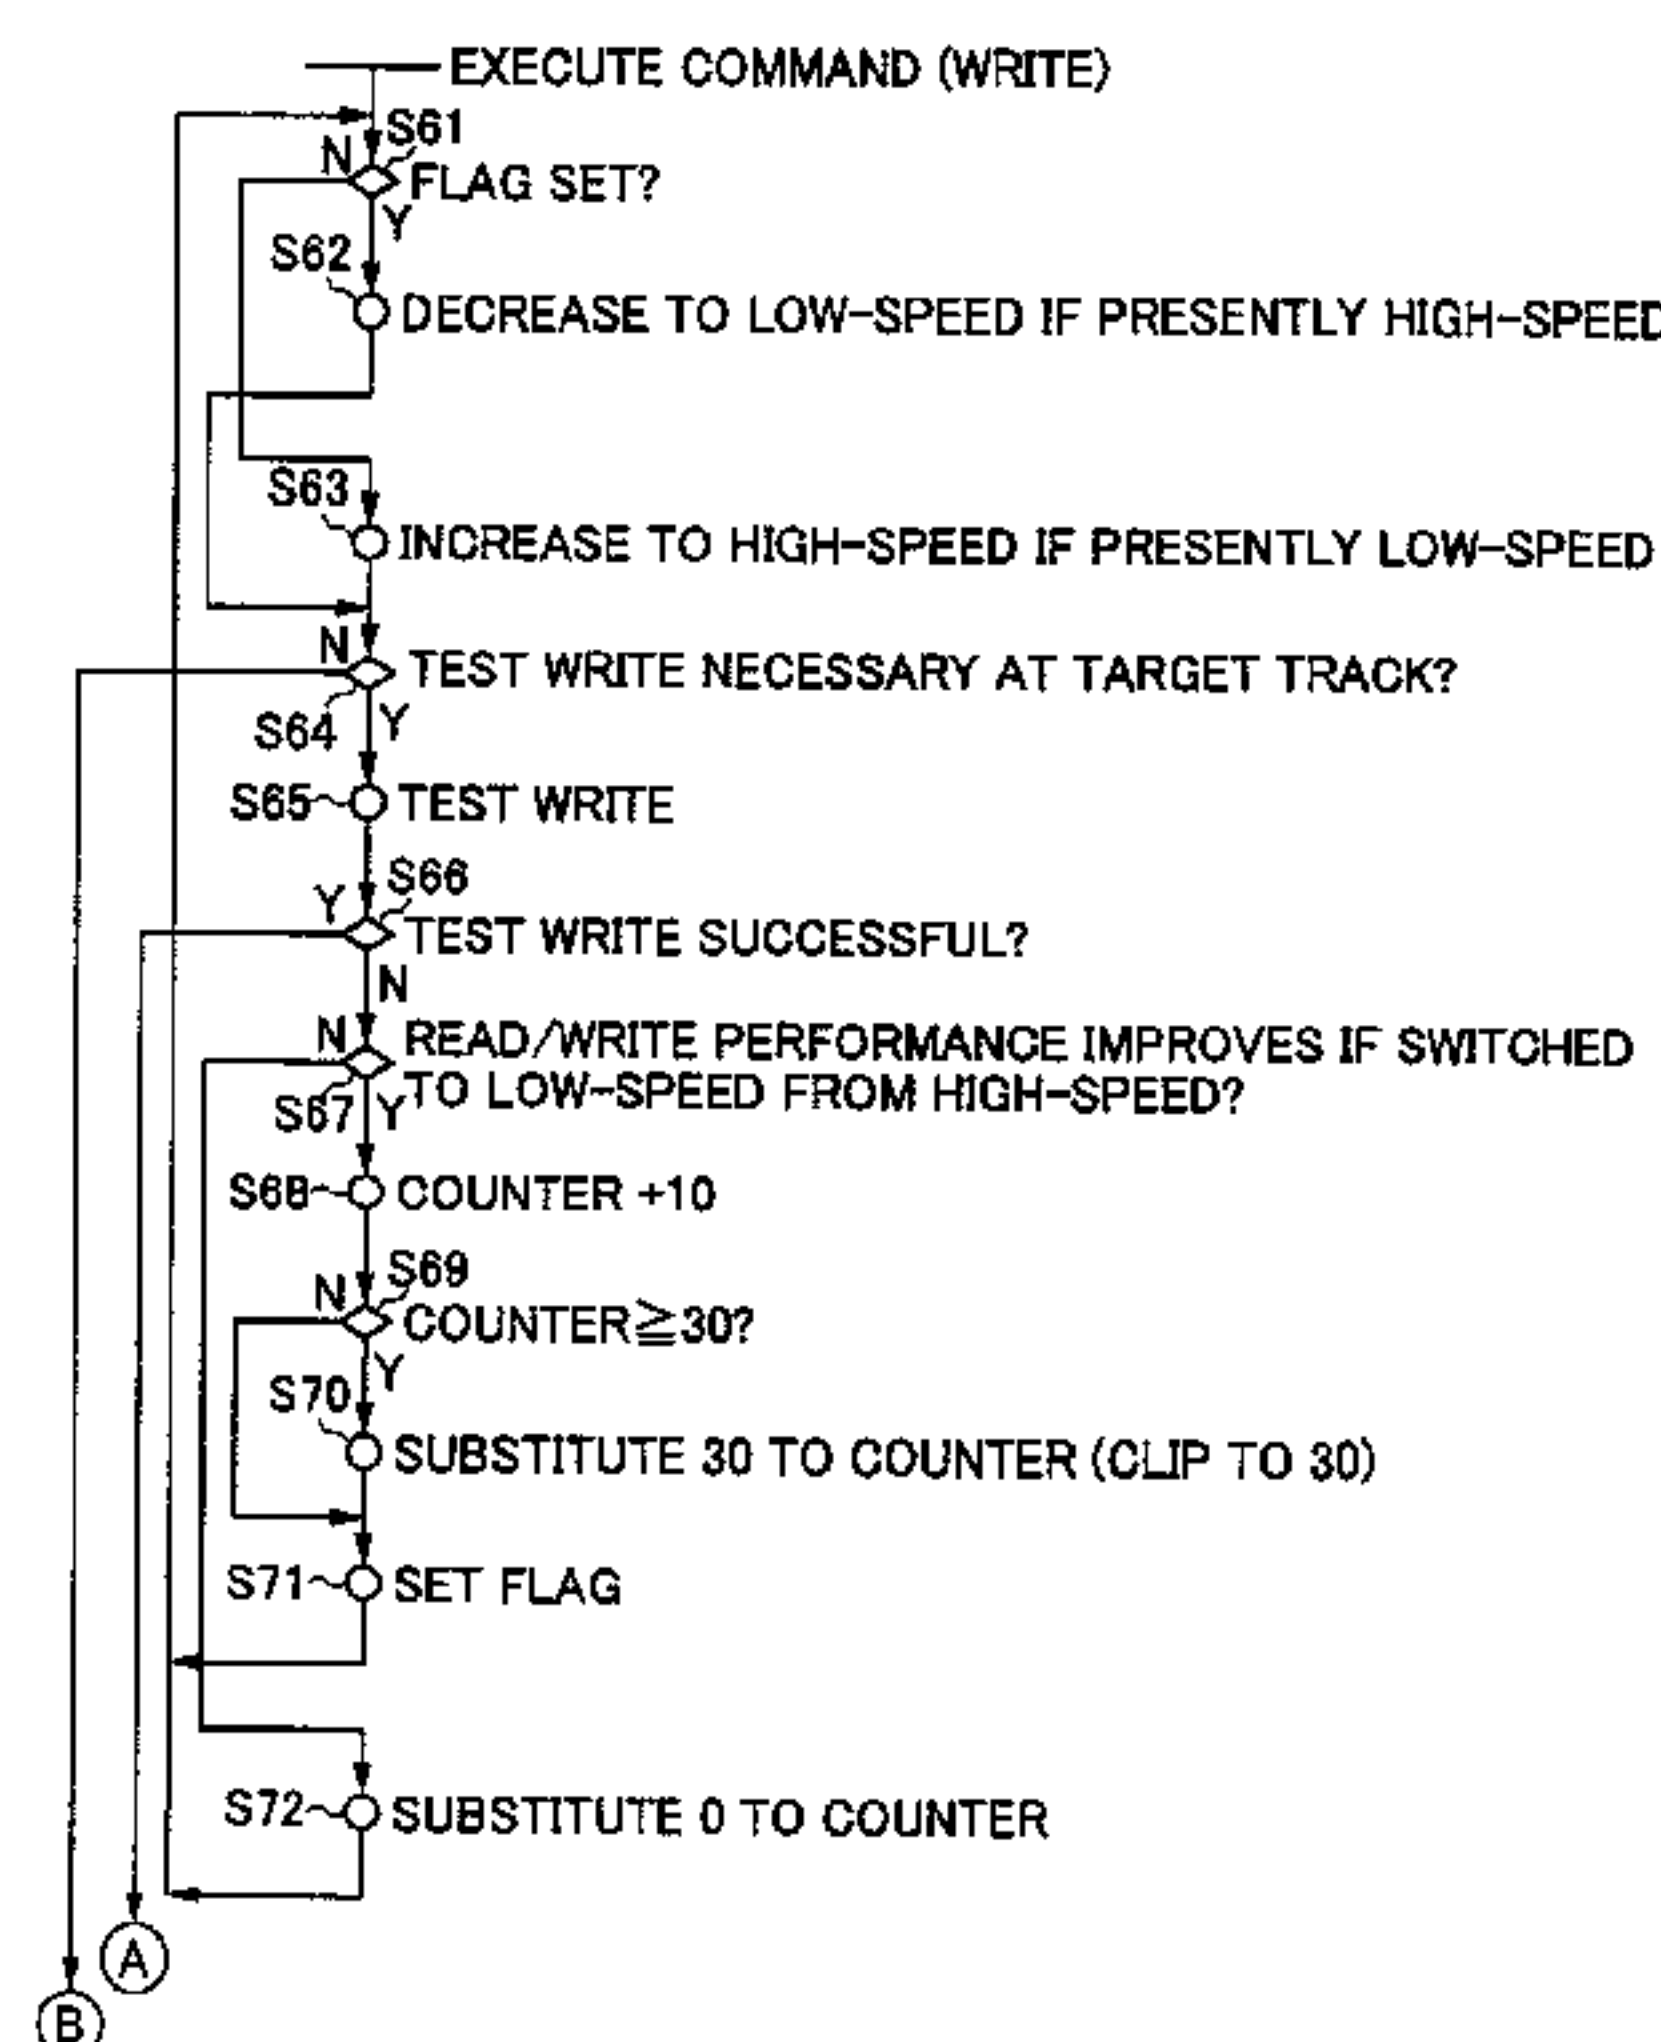 EXECUTE COMMAND (WRITE)
S61
N
FLAG SET?
Y
S62
DECREASE TO LOW-SPEED IF PRESENTLY HIGH-SPEED
S63
INCREASE TO HIGH-SPEED IF PRESENTLY LOW-SPEED
N
TEST WRITE NECESSARY AT TARGET TRACK?
S64
Y
S65
TEST WRITE
S66
Y
TEST WRITE SUCCESSFUL?
N
N
READ/WRITE PERFORMANCE IMPROVES IF SWITCHED
TO LOW-SPEED FROM HIGH-SPEED?
S67
Y
S68
COUNTER +10
S69
N
COUNTER≧30?
Y
S70
SUBSTITUTE 30 TO COUNTER (CLIP TO 30)
S71
SET FLAG
S72
SUBSTITUTE 0 TO COUNTER
A
B